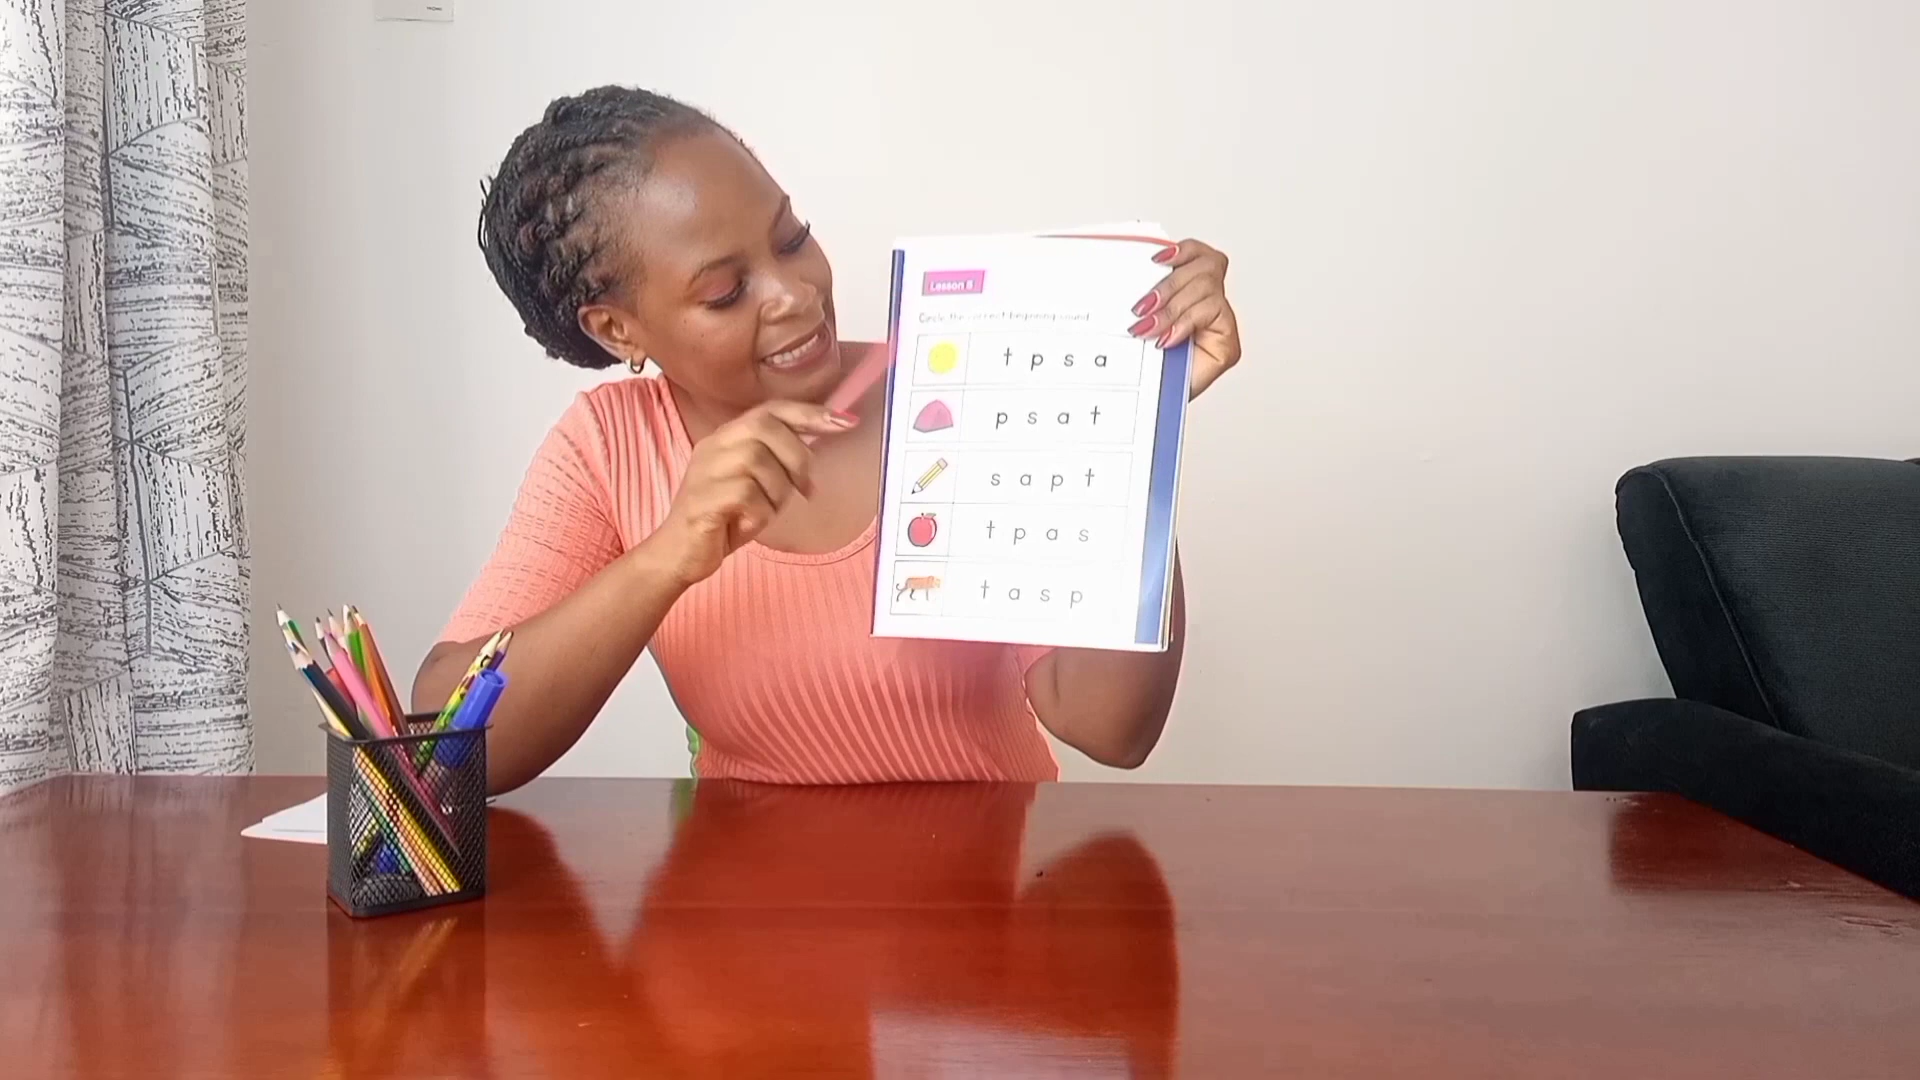 Lesson 8
Circle the correct beginning sound
t p s a
p s a t
s a p t
t p a s
t a s p